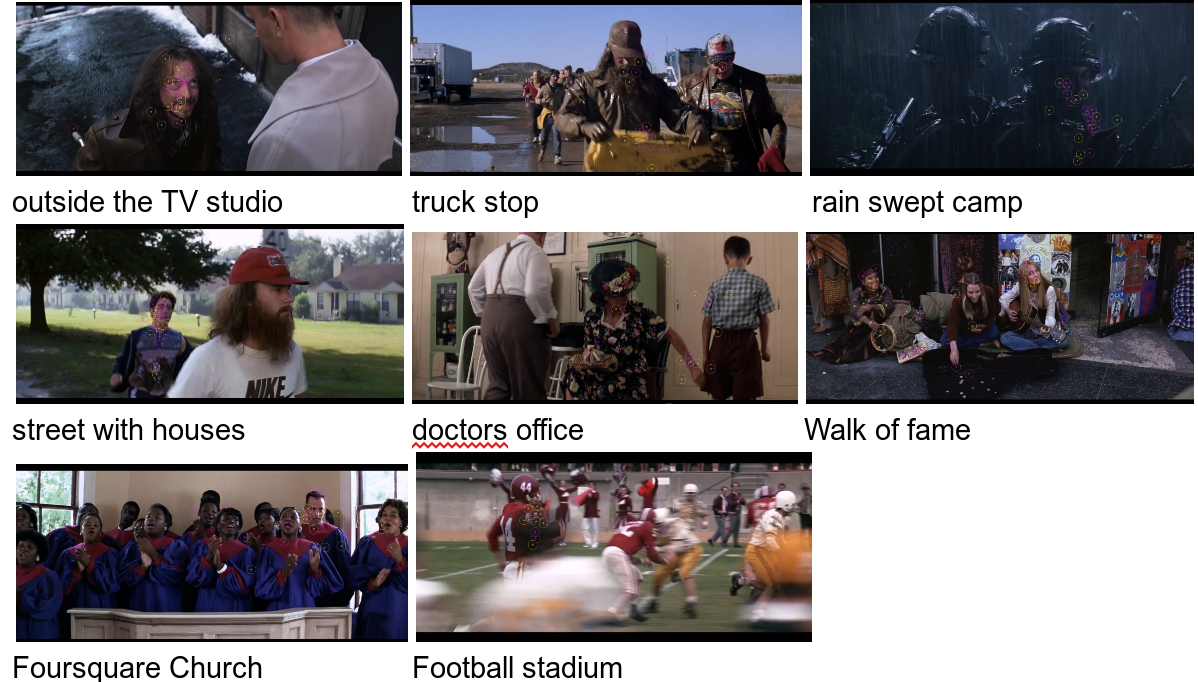 outside the TV studio
truck stop
rain swept camp
NIKE
street with houses
doctors office
Walk of fame
44
44
Foursquare Church
Football stadium